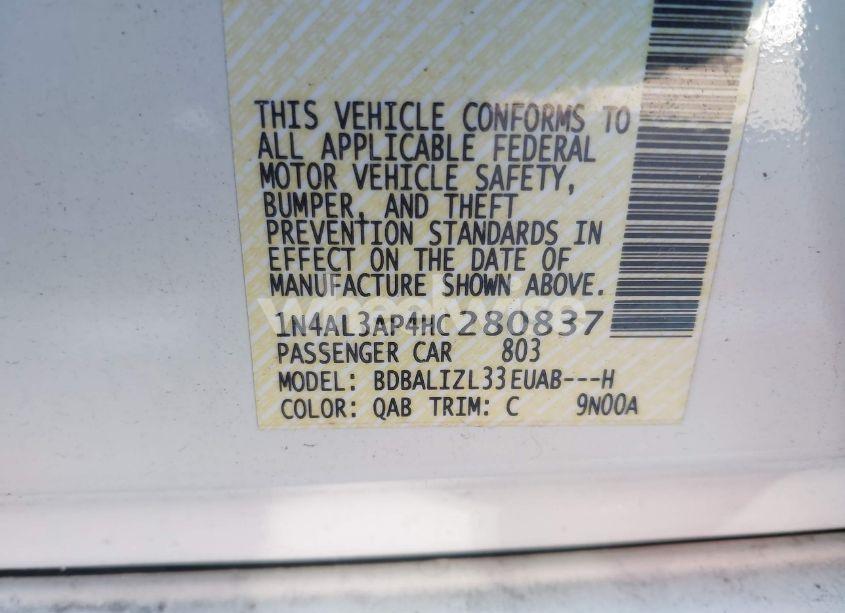 THIS VEHICLE CONFORMS TO
ALL APPLICABLE FEDERAL
MOTOR VEHICLE SAFETY,
BUMPER, AND THEFT
PREVENTION STANDARDS IN
EFFECT ON THE DATE OF
MANUFACTURE SHOWN ABOVE.
1N4AL3AP4HC280837
PASSENGER CAR 803
MODEL: BDBALIZL33EUAB---H
COLOR: QAB TRIM: C 9N00A